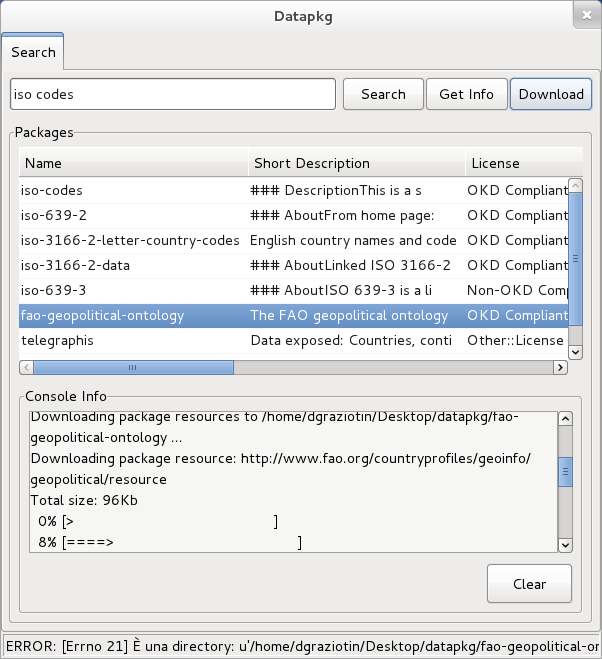 Datapkg
Search
iso codes Search Get Info Download
Packages
Name Short Description License
iso-codes ### DescriptionThis is a s OKD Compliant
iso-639-2 ### AboutFrom home page: OKD Compliant
iso-3166-2-letter-country-codes English country names and code OKD Compliant
iso-3166-2-data ### AboutLinked ISO 3166-2 OKD Compliant
iso-639-3 ### AboutISO 639-3 is a li Non-OKD Comp
fao-geopolitical-ontology The FAO geopolitical ontology OKD Compliant
telegraphis Data exposed: Countries, conti Other::License
Console Info
Downloading package resources to /home/dgraziotin/Desktop/datapkg/fao-
geopolitical-ontology ...
Downloading package resource: http://www.fao.org/countryprofiles/geoinfo/
geopolitical/resource
Total size: 96Kb
0% [> ]
8% [====> ]
Clear
ERROR: [Errno 21] È una directory: u'/home/dgraziotin/Desktop/datapkg/fao-geopolitical-or